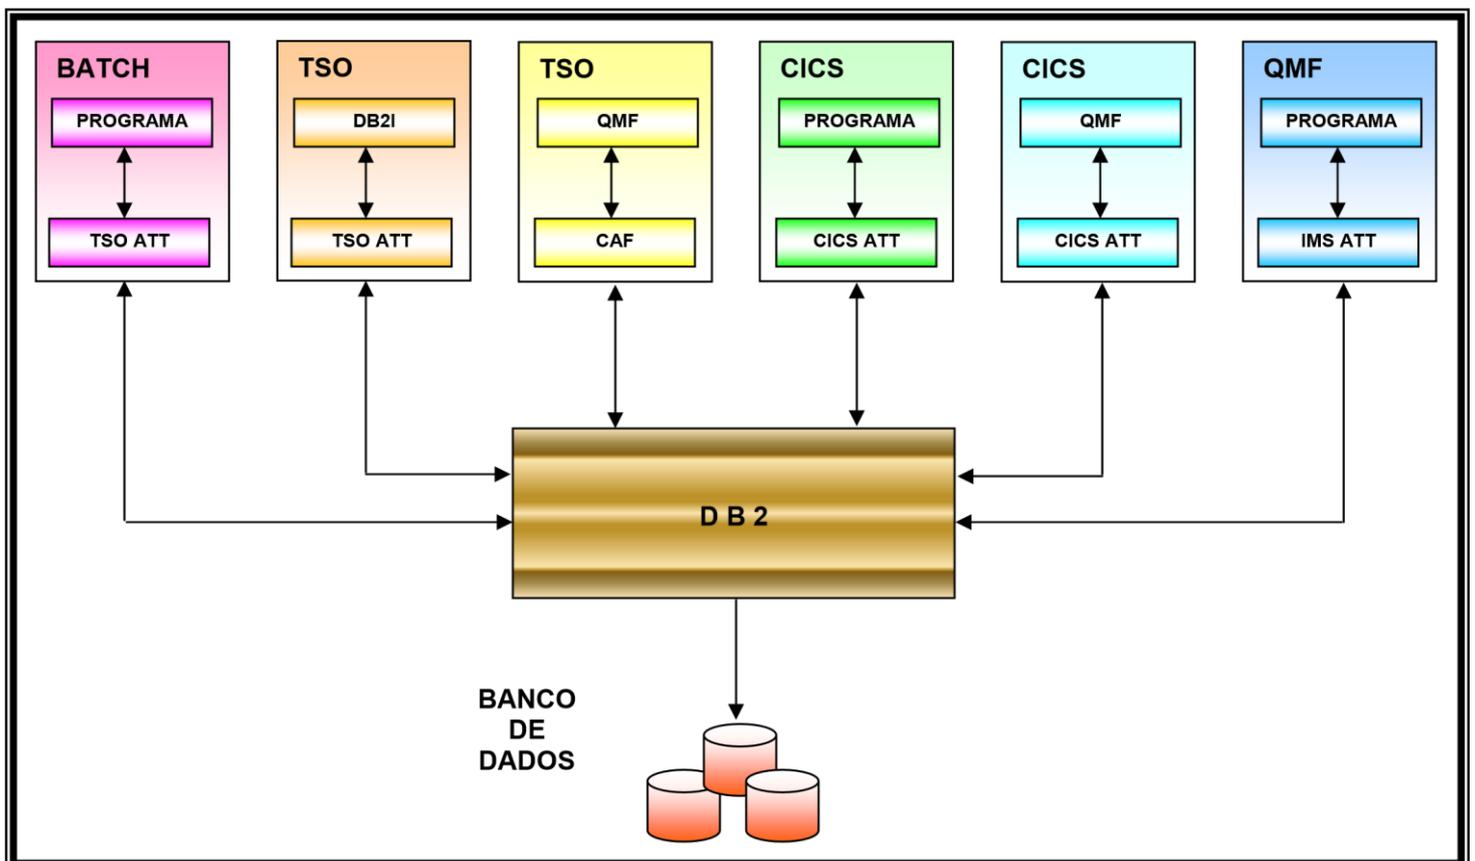 BATCH
PROGRAMA
TSO ATT
TSO
DB2I
TSO ATT
TSO
QMF
CAF
CICS
PROGRAMA
CICS ATT
CICS
QMF
CICS ATT
QMF
PROGRAMA
IMS ATT
D B 2
BANCO
DE
DADOS